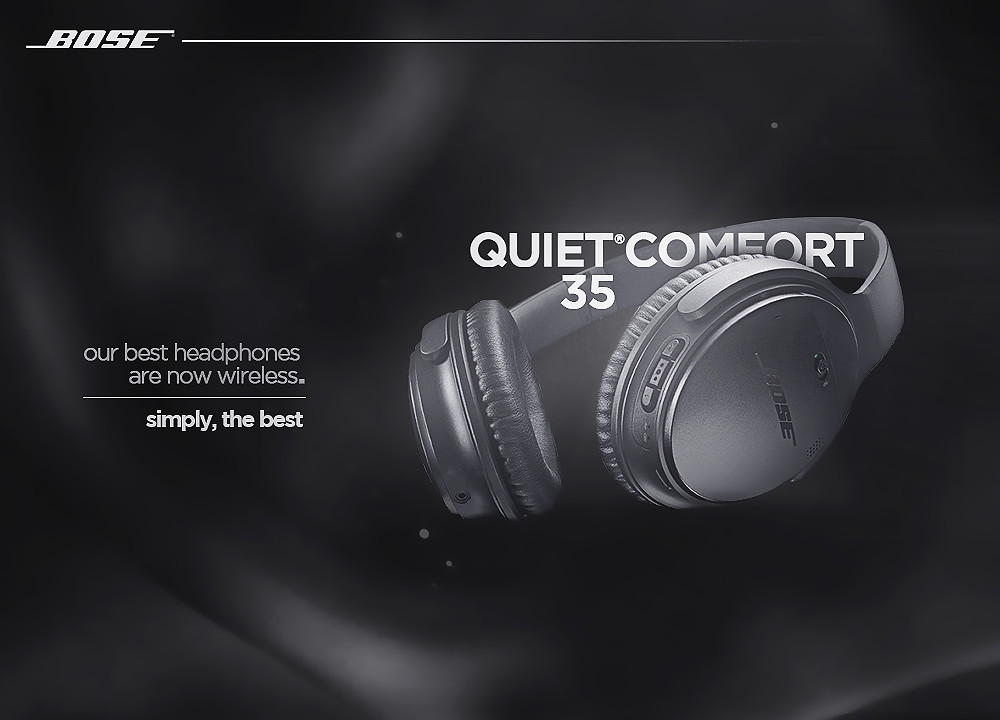 BOSE
QUIET®COMFORT
35
our best headphones
are now wireless.
simply, the best
BOSE